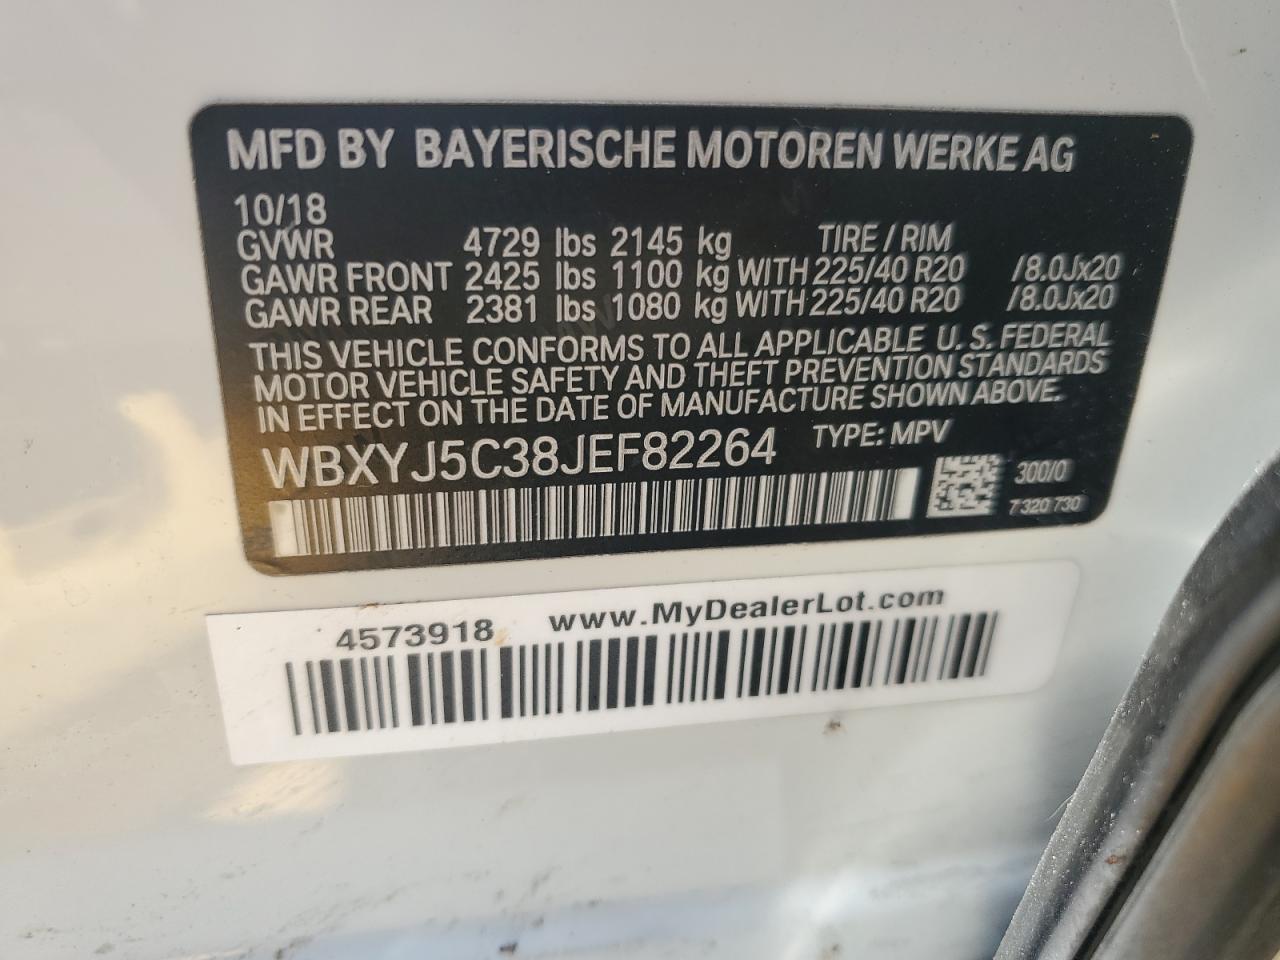 MFD BY BAYERISCHE MOTOREN WERKE AG
10/18
GVWR 4729 lbs 2145 kg TIRE / RIM
GAWR FRONT 2425 lbs 1100 kg WITH 225/40 R20 /8.0Jx20
GAWR REAR 2381 lbs 1080 kg WITH 225/40 R20 /8.0Jx20
THIS VEHICLE CONFORMS TO ALL APPLICABLE U.S. FEDERAL
MOTOR VEHICLE SAFETY AND THEFT PREVENTION STANDARDS
IN EFFECT ON THE DATE OF MANUFACTURE SHOWN ABOVE.
WBXYJ5C38JEF82264 TYPE: MPV
300/0
7 320 730
4573918 www.MyDealerLot.com